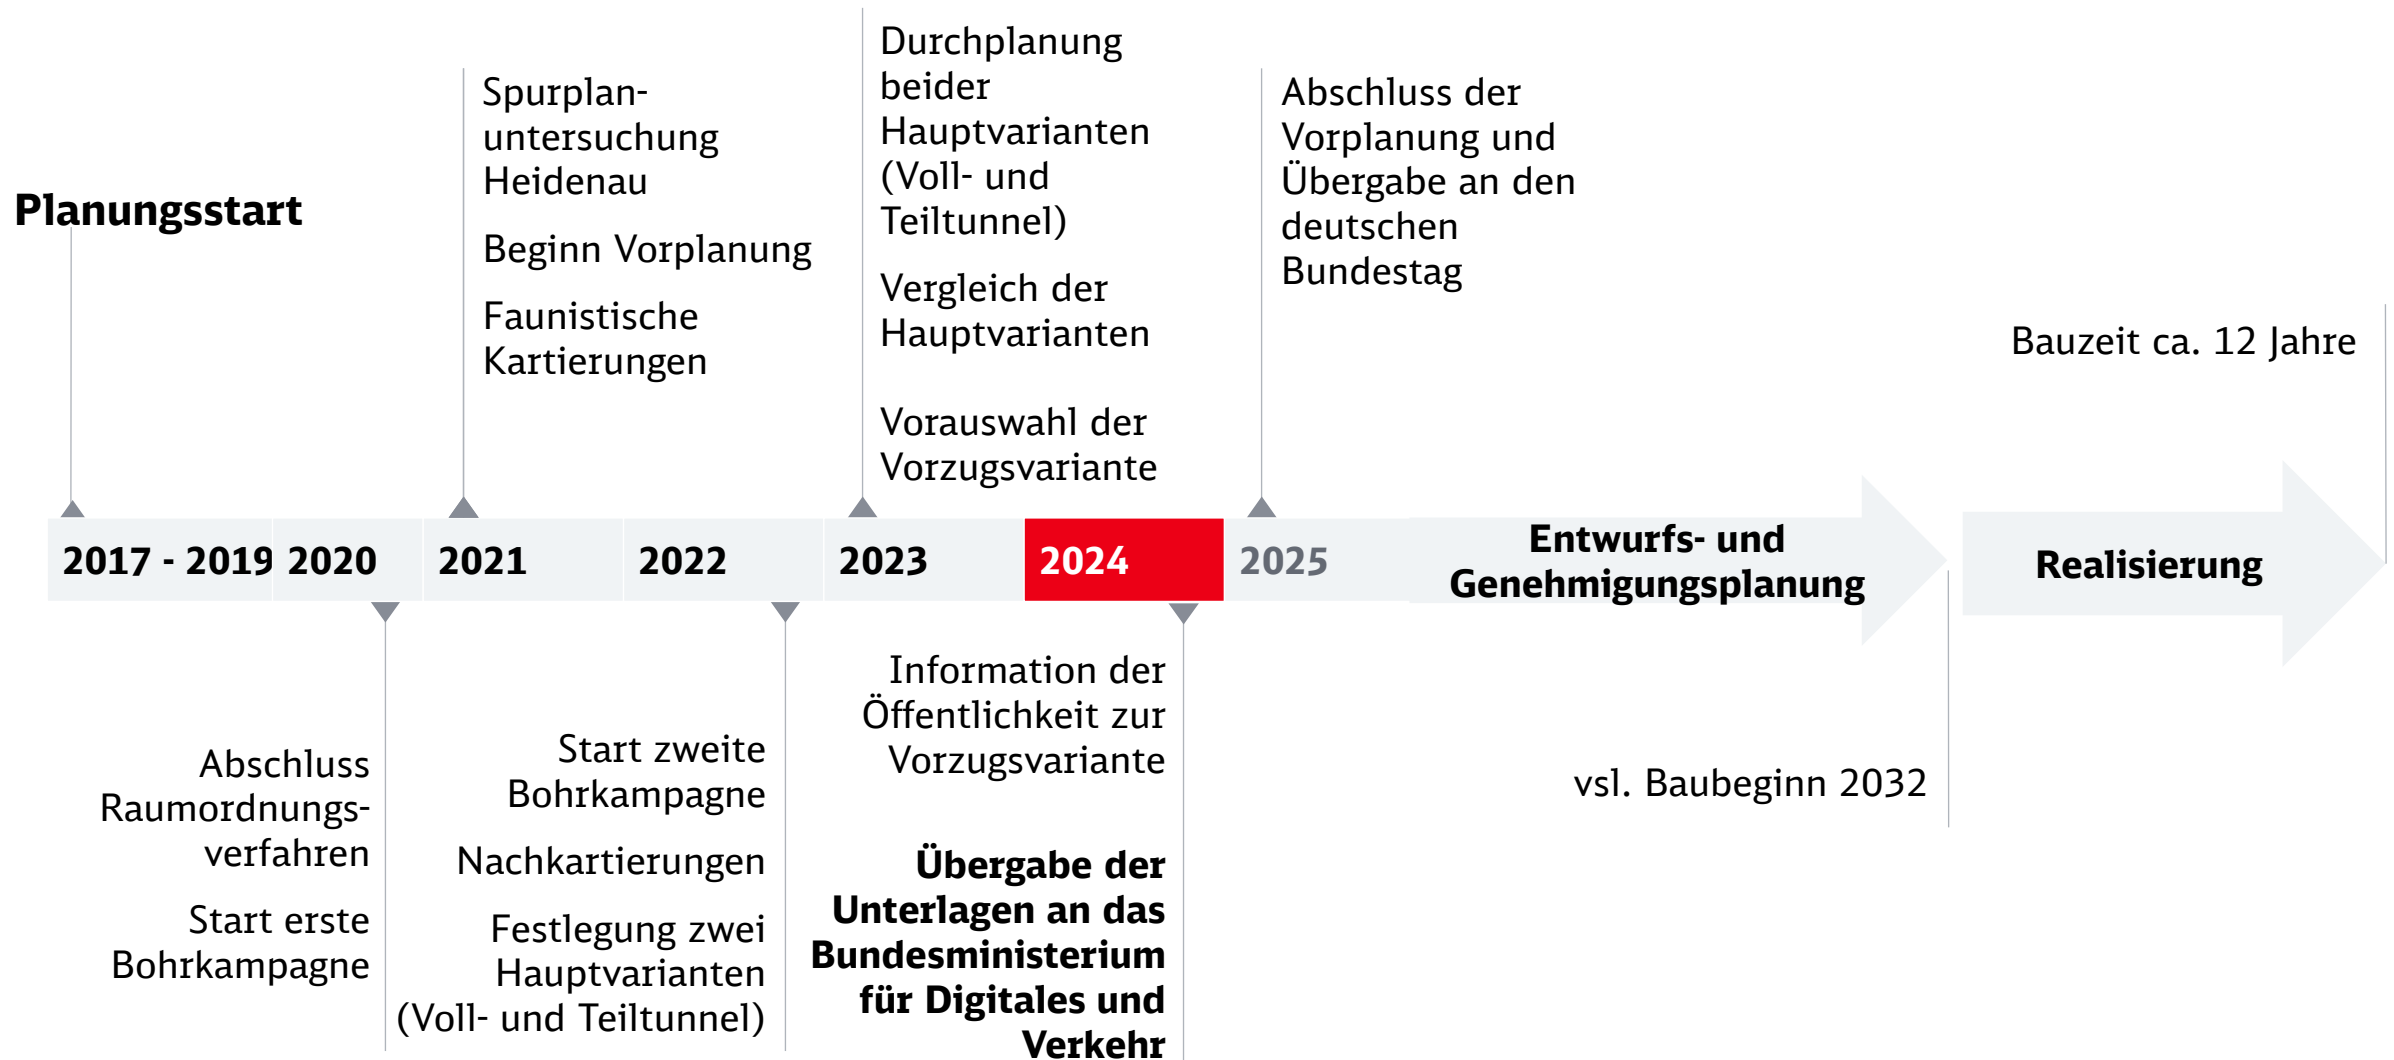 Planungsstart
Spurplan-
untersuchung
Heidenau
Beginn Vorplanung
Faunistische
Kartierungen
Durchplanung
beider
Hauptvarianten
(Voll- und
Teiltunnel)
Vergleich der
Hauptvarianten
Vorauswahl der
Vorzugsvariante
Abschluss der
Vorplanung und
Übergabe an den
deutschen
Bundestag
Bauzeit ca. 12 Jahre
2017 - 2019
2020
2021
2022
2023
2024
2025
Entwurfs- und
Genehmigungsplanung
Realisierung
Abschluss
Raumordnungs-
verfahren
Start erste
Bohrkampagne
Start zweite
Bohrkampagne
Nachkartierungen
Festlegung zwei
Hauptvarianten
(Voll- und Teiltunnel)
Information der
Öffentlichkeit zur
Vorzugsvariante
Übergabe der
Unterlagen an das
Bundesministerium
für Digitales und
Verkehr
vsl. Baubeginn 2032